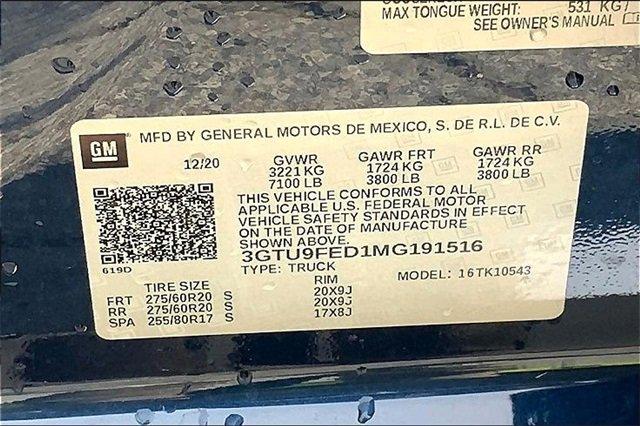 MAX TONGUE WEIGHT: 531 KG/
SEE OWNER'S MANUAL
GM
MFD BY GENERAL MOTORS DE MEXICO, S. DE R.L. DE C.V.
12/20 GVWR GAWR FRT GAWR RR
3221 KG 1724 KG 1724 KG
7100 LB 3800 LB 3800 LB
THIS VEHICLE CONFORMS TO ALL
APPLICABLE U.S. FEDERAL MOTOR
VEHICLE SAFETY STANDARDS IN EFFECT
ON THE DATE OF MANUFACTURE
SHOWN ABOVE.
3GTU9FED1MG191516
619D
TYPE: TRUCK MODEL: 16TK10543
TIRE SIZE RIM
FRT 275/60R20 S 20X9J
RR 275/60R20 S 20X9J
SPA 255/80R17 S 17X8J